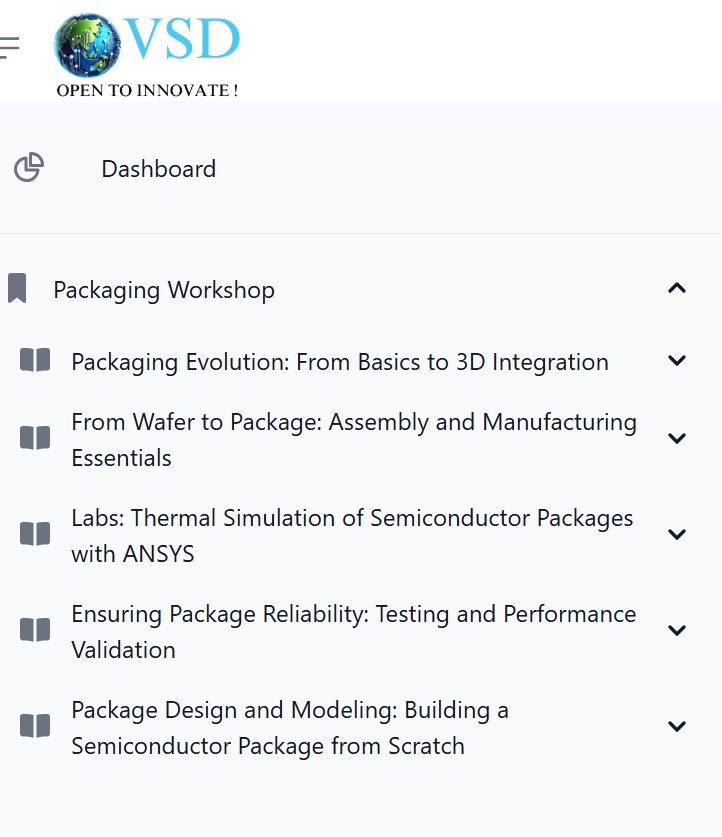 VSD
OPEN TO INNOVATE !
Dashboard
Packaging Workshop
Packaging Evolution: From Basics to 3D Integration
From Wafer to Package: Assembly and Manufacturing
Essentials
Labs: Thermal Simulation of Semiconductor Packages
with ANSYS
Ensuring Package Reliability: Testing and Performance
Validation
Package Design and Modeling: Building a
Semiconductor Package from Scratch